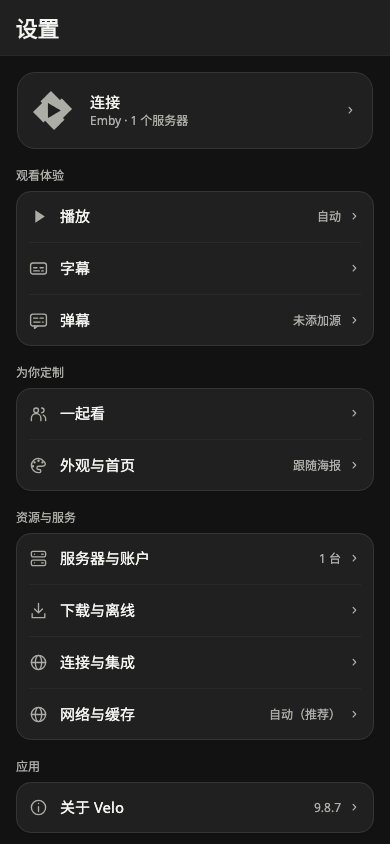 设置
连接
Emby · 1 个服务器
观看体验
播放 自动
字幕
弹幕 未添加源
为你定制
一起看
外观与首页 跟随海报
资源与服务
服务器与账户 1 台
下载与离线
连接与集成
网络与缓存 自动（推荐）
应用
关于 Velo 9.8.7